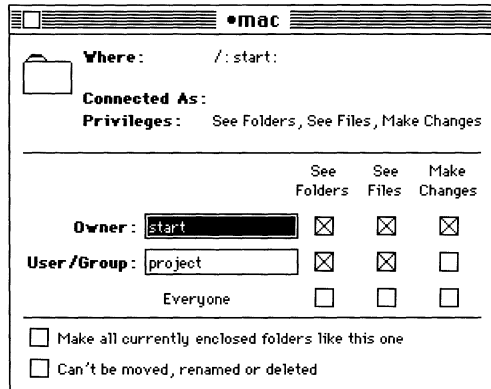 •mac
Where: /:start:
Connected As:
Privileges: See Folders, See Files, Make Changes
See Folders See Files Make Changes
Owner: start
User/Group: project
Everyone
Make all currently enclosed folders like this one
Can't be moved, renamed or deleted